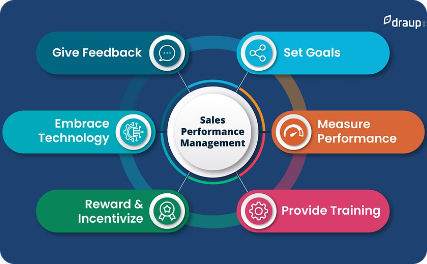 draup
Give Feedback
Set Goals
Embrace
Technology
Sales
Performance
Management
Measure
Performance
Reward &
Incentivize
Provide Training